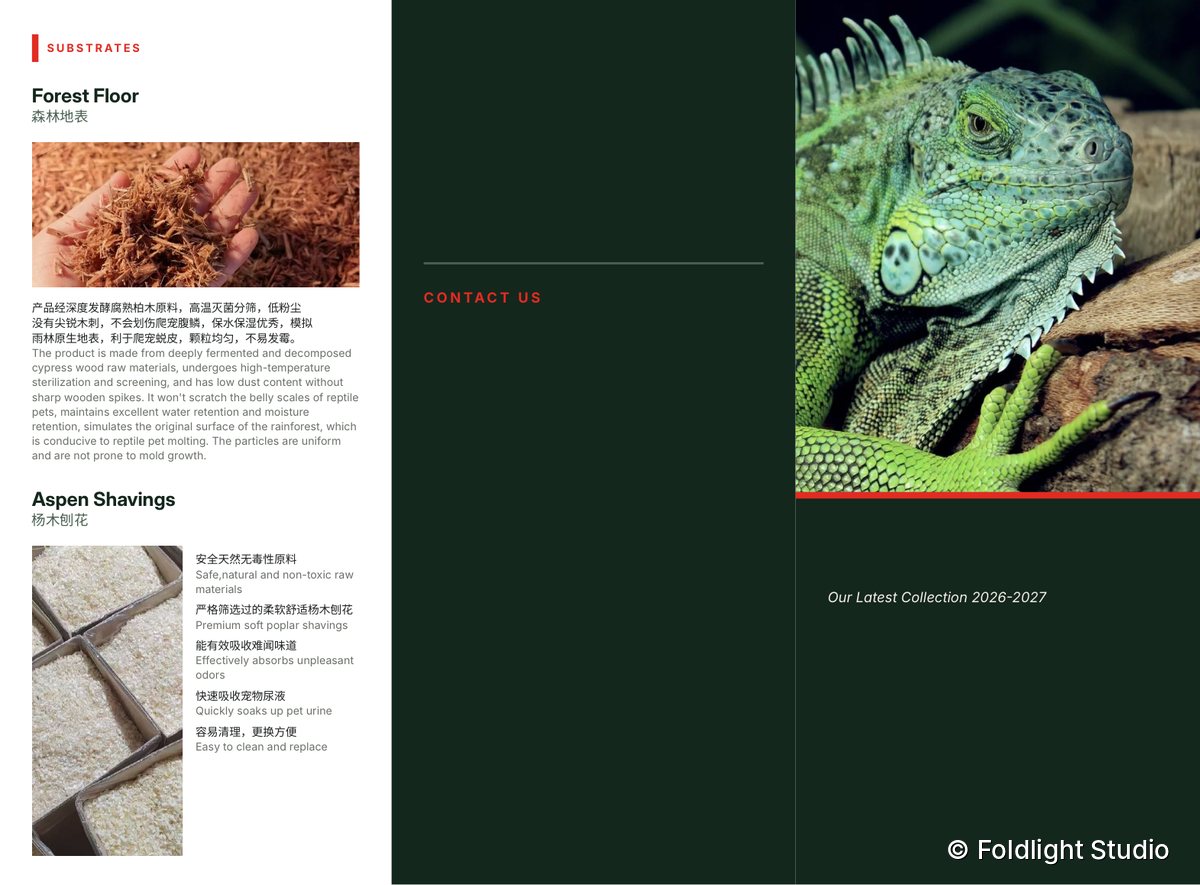 SUBSTRATES
Forest Floor
森林地表
产品经深度发酵腐熟柏木原料，高温灭菌分筛，低粉尘
没有尖锐木刺，不会划伤爬宠腹鳞，保水保湿优秀，模拟
雨林原生地表，利于爬宠蜕皮，颗粒均匀，不易发霉。
The product is made from deeply fermented and decomposed
cypress wood raw materials, undergoes high-temperature
sterilization and screening, and has low dust content without
sharp wooden spikes. It won't scratch the belly scales of reptile
pets, maintains excellent water retention and moisture
retention, simulates the original surface of the rainforest, which
is conducive to reptile pet molting. The particles are uniform
and are not prone to mold growth.
Aspen Shavings
杨木刨花
安全天然无毒性原料
Safe,natural and non-toxic raw
materials
严格筛选过的柔软舒适杨木刨花
Premium soft poplar shavings
能有效吸收难闻味道
Effectively absorbs unpleasant
odors
快速吸收宠物尿液
Quickly soaks up pet urine
容易清理，更换方便
Easy to clean and replace
CONTACT US
Our Latest Collection 2026-2027
© Foldlight Studio